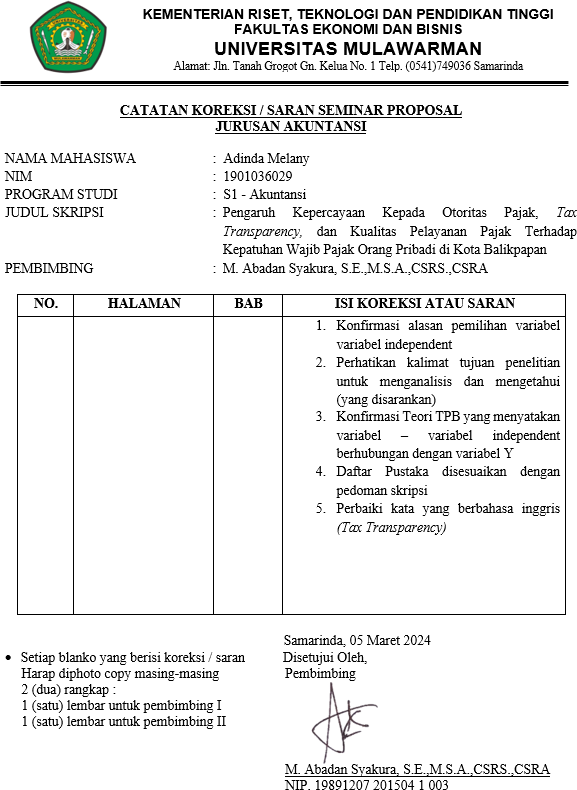 KEMENTERIAN RISET, TEKNOLOGI DAN PENDIDIKAN TINGGI
FAKULTAS EKONOMI DAN BISNIS
UNIVERSITAS MULAWARMAN
Alamat: Jln. Tanah Grogot Gn. Kelua No. 1 Telp. (0541)749036 Samarinda
CATATAN KOREKSI / SARAN SEMINAR PROPOSAL
JURUSAN AKUNTANSI
NAMA MAHASISWA : Adinda Melany
NIM : 1901036029
PROGRAM STUDI : S1 - Akuntansi
JUDUL SKRIPSI : Pengaruh Kepercayaan Kepada Otoritas Pajak, Tax
Transparency, dan Kualitas Pelayanan Pajak Terhadap
Kepatuhan Wajib Pajak Orang Pribadi di Kota Balikpapan
PEMBIMBING : M. Abadan Syakura, S.E.,M.S.A.,CSRS.,CSRA
NO. HALAMAN BAB ISI KOREKSI ATAU SARAN
1. Konfirmasi alasan pemilihan variabel
variabel independent
2. Perhatikan kalimat tujuan penelitian
untuk menganalisis dan mengetahui
(yang disarankan)
3. Konfirmasi Teori TPB yang menyatakan
variabel – variabel independent
berhubungan dengan variabel Y
4. Daftar Pustaka disesuaikan dengan
pedoman skripsi
5. Perbaiki kata yang berbahasa inggris
(Tax Transparency)
• Setiap blanko yang berisi koreksi / saran
Harap diphoto copy masing-masing
2 (dua) rangkap :
1 (satu) lembar untuk pembimbing I
1 (satu) lembar untuk pembimbing II
Samarinda, 05 Maret 2024
Disetujui Oleh,
Pembimbing
M. Abadan Syakura, S.E.,M.S.A.,CSRS.,CSRA
NIP. 19891207 201504 1 003